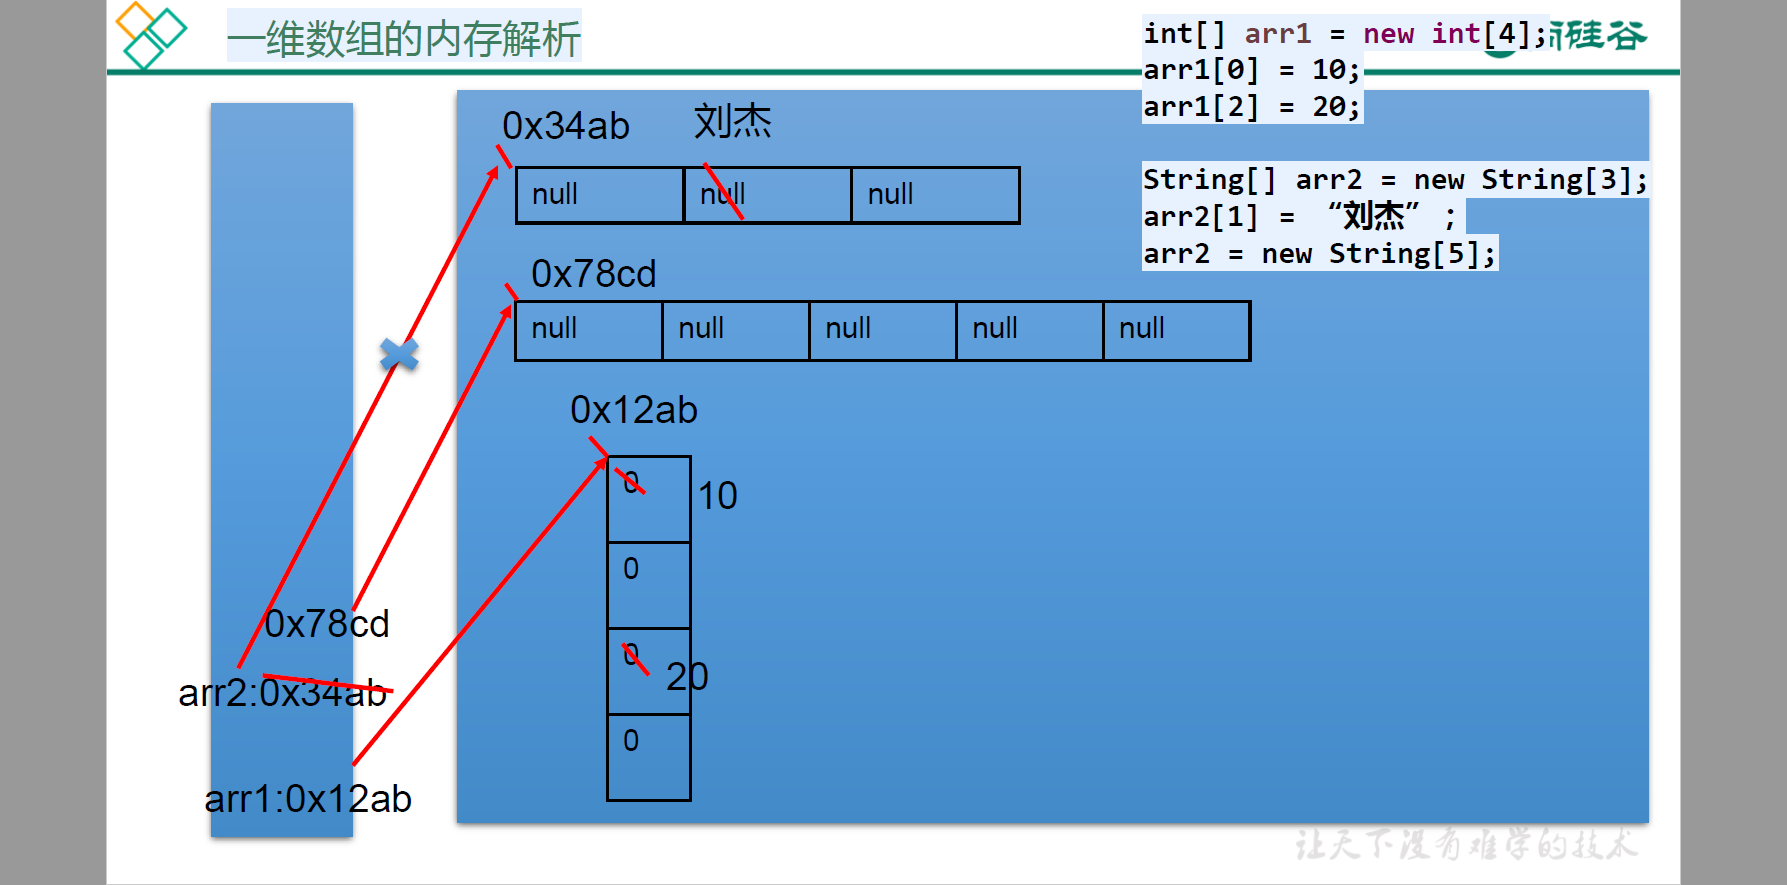 一维数组的内存解析
硅谷
int[] arr1 = new int[4];
arr1[0] = 10;
arr1[2] = 20;
String[] arr2 = new String[3];
arr2[1] = “刘杰” ;
arr2 = new String[5];
0x34ab
刘杰
null null null
0x78cd
null null null null null
0x12ab
0
10
0
0
20
0
0x78cd
arr2:0x34ab
arr1:0x12ab
让天下没有难学的技术